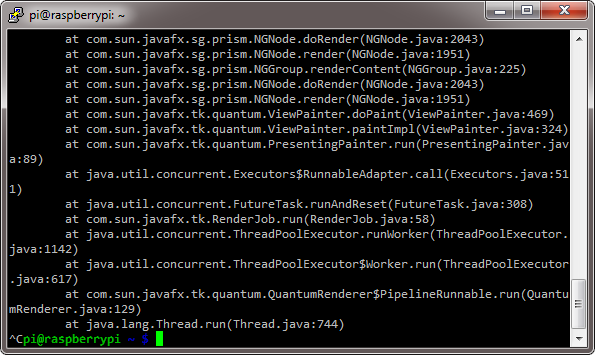 pi@raspberrypi: ~
at com.sun.javafx.sg.prism.NGNode.doRender(NGNode.java:2043)
at com.sun.javafx.sg.prism.NGNode.render(NGNode.java:1951)
at com.sun.javafx.sg.prism.NGGroup.renderContent(NGGroup.java:225)
at com.sun.javafx.sg.prism.NGNode.doRender(NGNode.java:2043)
at com.sun.javafx.sg.prism.NGNode.render(NGNode.java:1951)
at com.sun.javafx.tk.quantum.ViewPainter.doPaint(ViewPainter.java:469)
at com.sun.javafx.tk.quantum.ViewPainter.paintImpl(ViewPainter.java:324)
at com.sun.javafx.tk.quantum.PresentingPainter.run(PresentingPainter.jav
a:89)
at java.util.concurrent.Executors$RunnableAdapter.call(Executors.java:51
1)
at java.util.concurrent.FutureTask.runAndReset(FutureTask.java:308)
at com.sun.javafx.tk.RenderJob.run(RenderJob.java:58)
at java.util.concurrent.ThreadPoolExecutor.runWorker(ThreadPoolExecutor.
java:1142)
at java.util.concurrent.ThreadPoolExecutor$Worker.run(ThreadPoolExecutor
.java:617)
at com.sun.javafx.tk.quantum.QuantumRenderer$PipelineRunnable.run(Quantu
mRenderer.java:129)
at java.lang.Thread.run(Thread.java:744)
^Cpi@raspberrypi ~ $